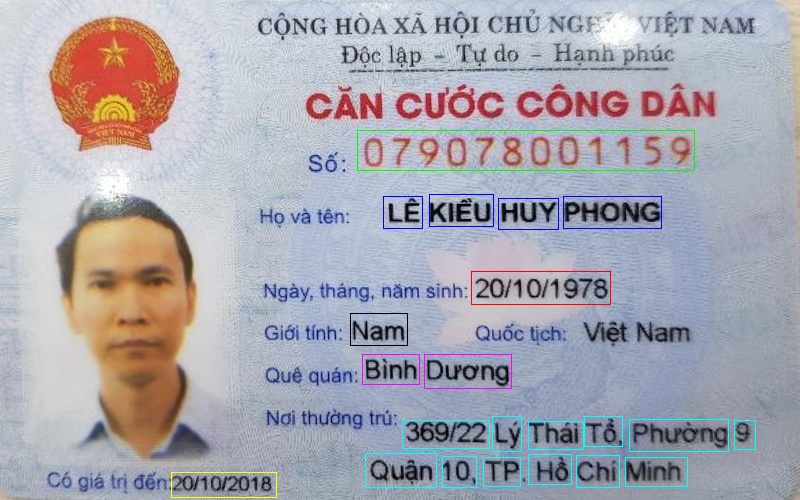 CỘNG HÒA XÃ HỘI CHỦ NGHĨA VIỆT NAM
Độc lập - Tự do - Hạnh phúc
CĂN CƯỚC CÔNG DÂN
Số: 079078001159
Họ và tên: LÊ KIỀU HUY PHONG
Ngày, tháng, năm sinh: 20/10/1978
Giới tính: Nam Quốc tịch: Việt Nam
Quê quán: Bình Dương
Nơi thường trú: 369/22 Lý Thái Tổ, Phường 9
Quận 10, TP. Hồ Chí Minh
Có giá trị đến: 20/10/2018
VIỆT NAM